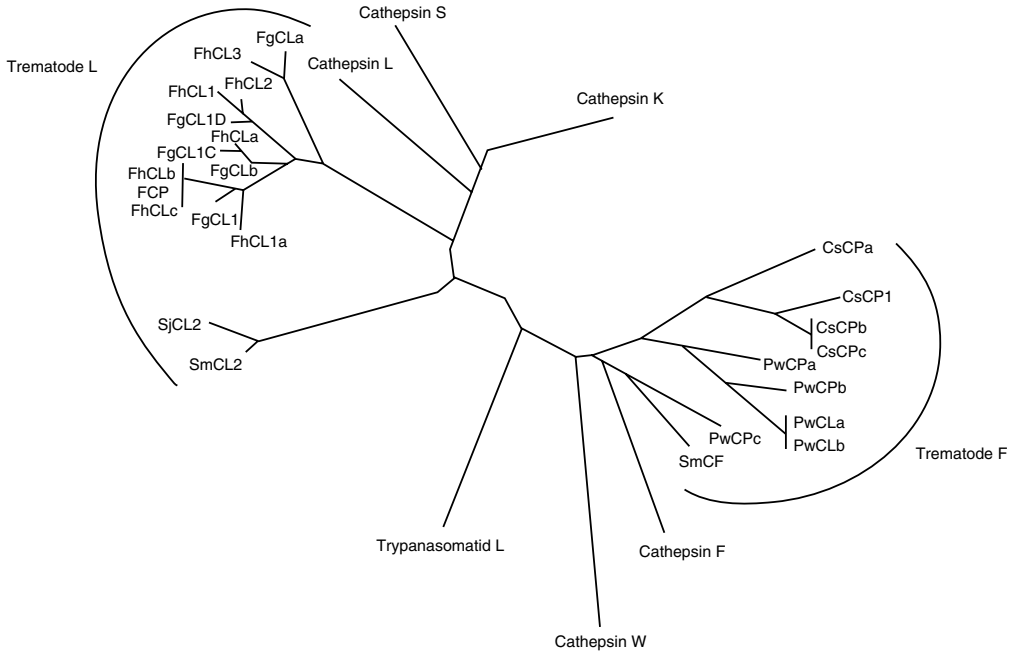 Cathepsin S
FgCLa
FhCL3
Trematode L
Cathepsin L
FhCL2
FhCL1
Cathepsin K
FgCL1D
FhCLa
FgCL1C
FgCLb
FhCLb
FCP
FhCLc
FgCL1
FhCL1a
CsCPa
CsCP1
SjCL2
CsCPb
CsCPc
SmCL2
PwCPa
PwCPb
PwCLa
PwCPc
PwCLb
Trematode F
SmCF
Trypanasomatid L
Cathepsin F
Cathepsin W